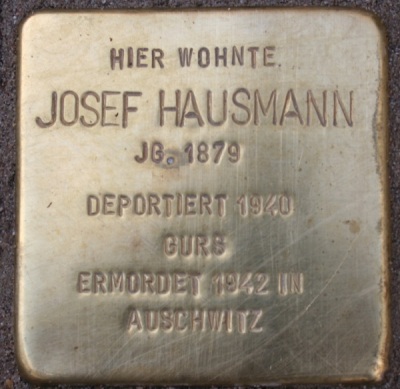 HIER WOHNTE
JOSEF HAUSMANN
JG. 1879
DEPORTIERT 1940
GURS
ERMORDET 1942 IN
AUSCHWITZ